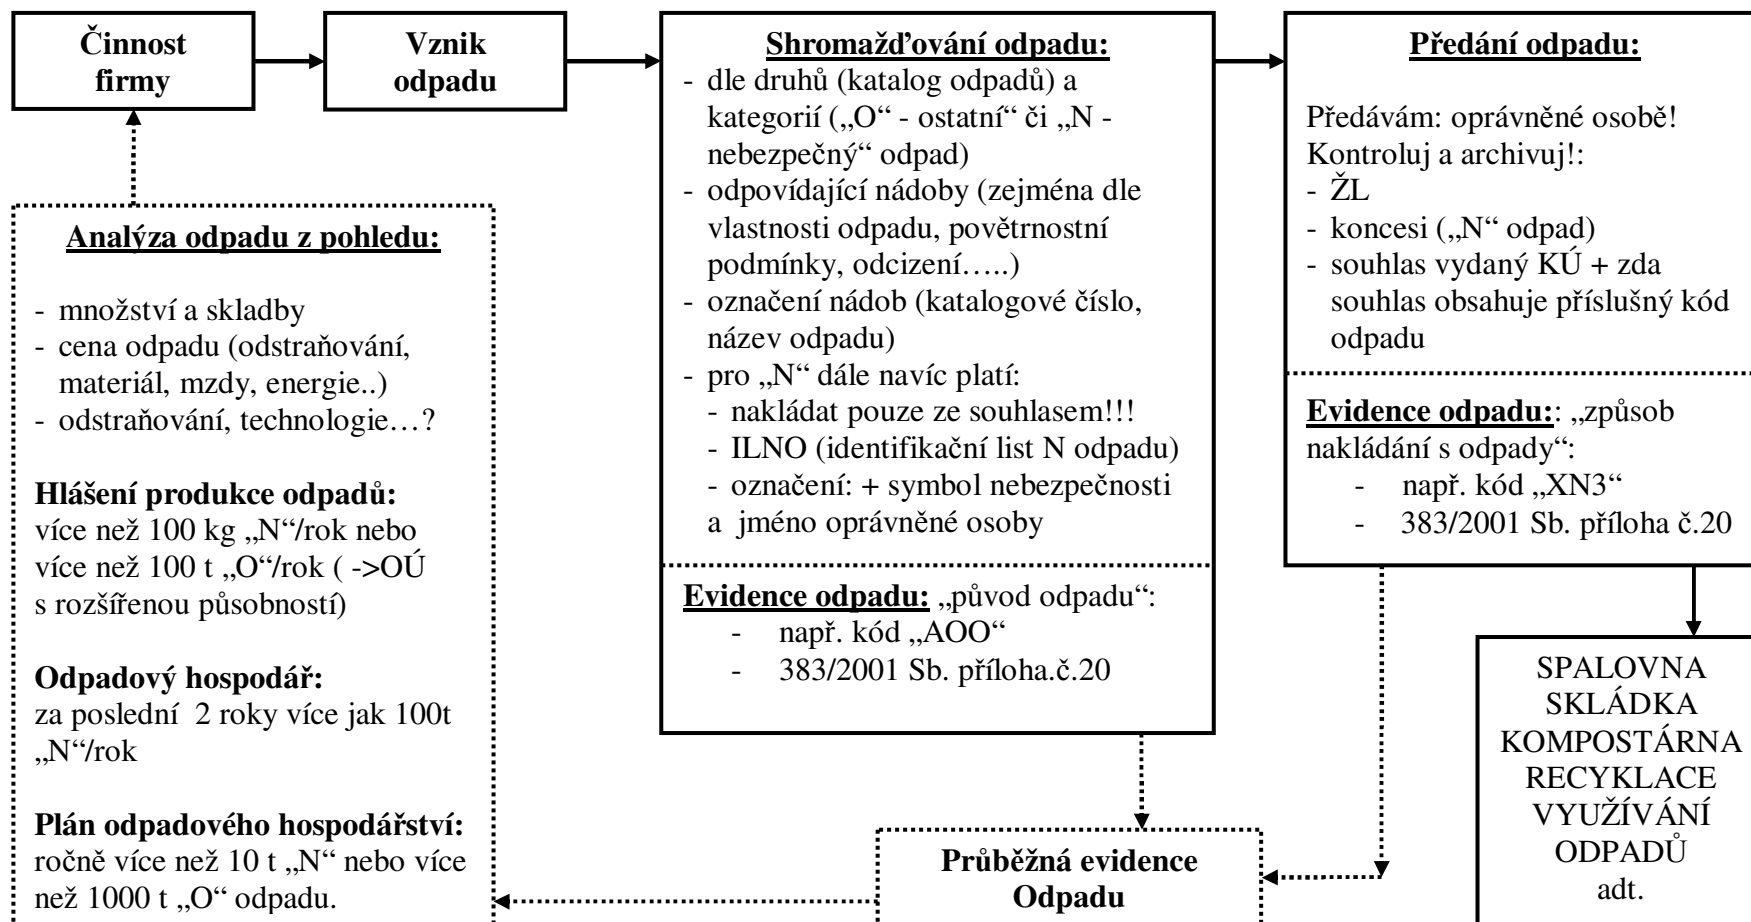 Činnost
firmy
Vznik
odpadu
Shromažďování odpadu:
- dle druhů (katalog odpadů) a
kategorií („O“ - ostatní“ či „N -
nebezpečný“ odpad)
- odpovídající nádoby (zejména dle
vlastnosti odpadu, povětrnostní
podmínky, odcizení…..)
- označení nádob (katalogové číslo,
název odpadu)
- pro „N“ dále navíc platí:
- nakládat pouze ze souhlasem!!!
- ILNO (identifikační list N odpadu)
- označení: + symbol nebezpečnosti
a jméno oprávněné osoby
Evidence odpadu: „původ odpadu“:
- např. kód „AOO“
- 383/2001 Sb. příloha.č.20
Předání odpadu:
Předávám: oprávněné osobě!
Kontroluj a archivuj!:
- ŽL
- koncesi („N“ odpad)
- souhlas vydaný KÚ + zda
souhlas obsahuje příslušný kód
odpadu
Evidence odpadu:: „způsob
nakládání s odpady“:
- např. kód „XN3“
- 383/2001 Sb. příloha č.20
SPALOVNA
SKLÁDKA
KOMPOSTÁRNA
RECYKLACE
VYUŽÍVÁNÍ
ODPADŮ
adt.
Průběžná evidence
Odpadu
Analýza odpadu z pohledu:
- množství a skladby
- cena odpadu (odstraňování,
materiál, mzdy, energie..)
- odstraňování, technologie…?
Hlášení produkce odpadů:
více než 100 kg „N“/rok nebo
více než 100 t „O“/rok ( ->OÚ
s rozšířenou působností)
Odpadový hospodář:
za poslední 2 roky více jak 100t
„N“/rok
Plán odpadového hospodářství:
ročně více než 10 t „N“ nebo více
než 1000 t „O“ odpadu.